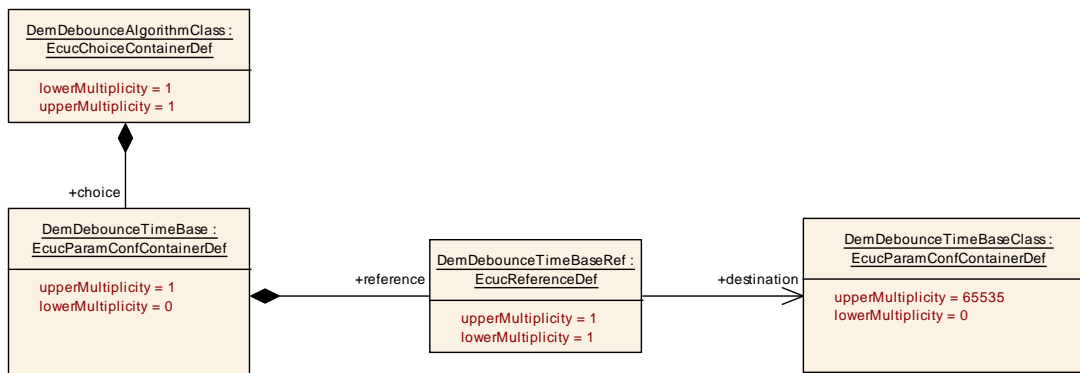 DemDebounceAlgorithmClass :
EcucChoiceContainerDef
lowerMultiplicity = 1
upperMultiplicity = 1
+choice
DemDebounceTimeBase :
EcucParamConfContainerDef
upperMultiplicity = 1
lowerMultiplicity = 0
+reference
DemDebounceTimeBaseRef :
EcucReferenceDef
upperMultiplicity = 1
lowerMultiplicity = 1
+destination
DemDebounceTimeBaseClass :
EcucParamConfContainerDef
upperMultiplicity = 65535
lowerMultiplicity = 0